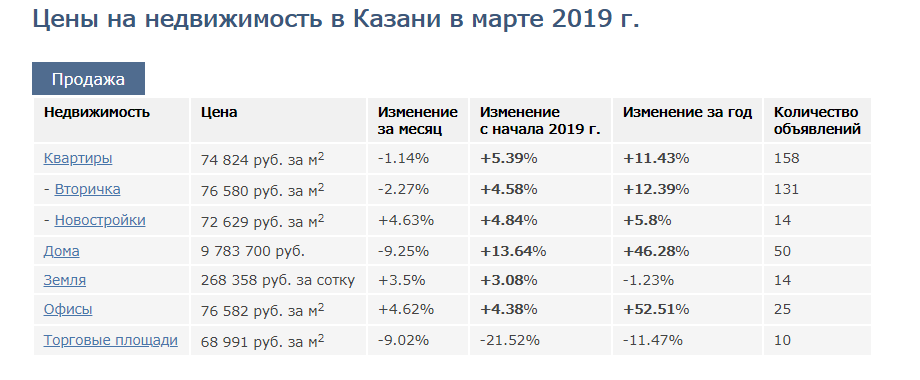 Цены на недвижимость в Казани в марте 2019 г.
Продажа
Недвижимость Цена Изменение за месяц Изменение с начала 2019 г. Изменение за год Количество объявлений
Квартиры 74 824 руб. за м2 -1.14% +5.39% +11.43% 158
- Вторичка 76 580 руб. за м2 -2.27% +4.58% +12.39% 131
- Новостройки 72 629 руб. за м2 +4.63% +4.84% +5.8% 14
Дома 9 783 700 руб. -9.25% +13.64% +46.28% 50
Земля 268 358 руб. за сотку +3.5% +3.08% -1.23% 14
Офисы 76 582 руб. за м2 +4.62% +4.38% +52.51% 25
Торговые площади 68 991 руб. за м2 -9.02% -21.52% -11.47% 10